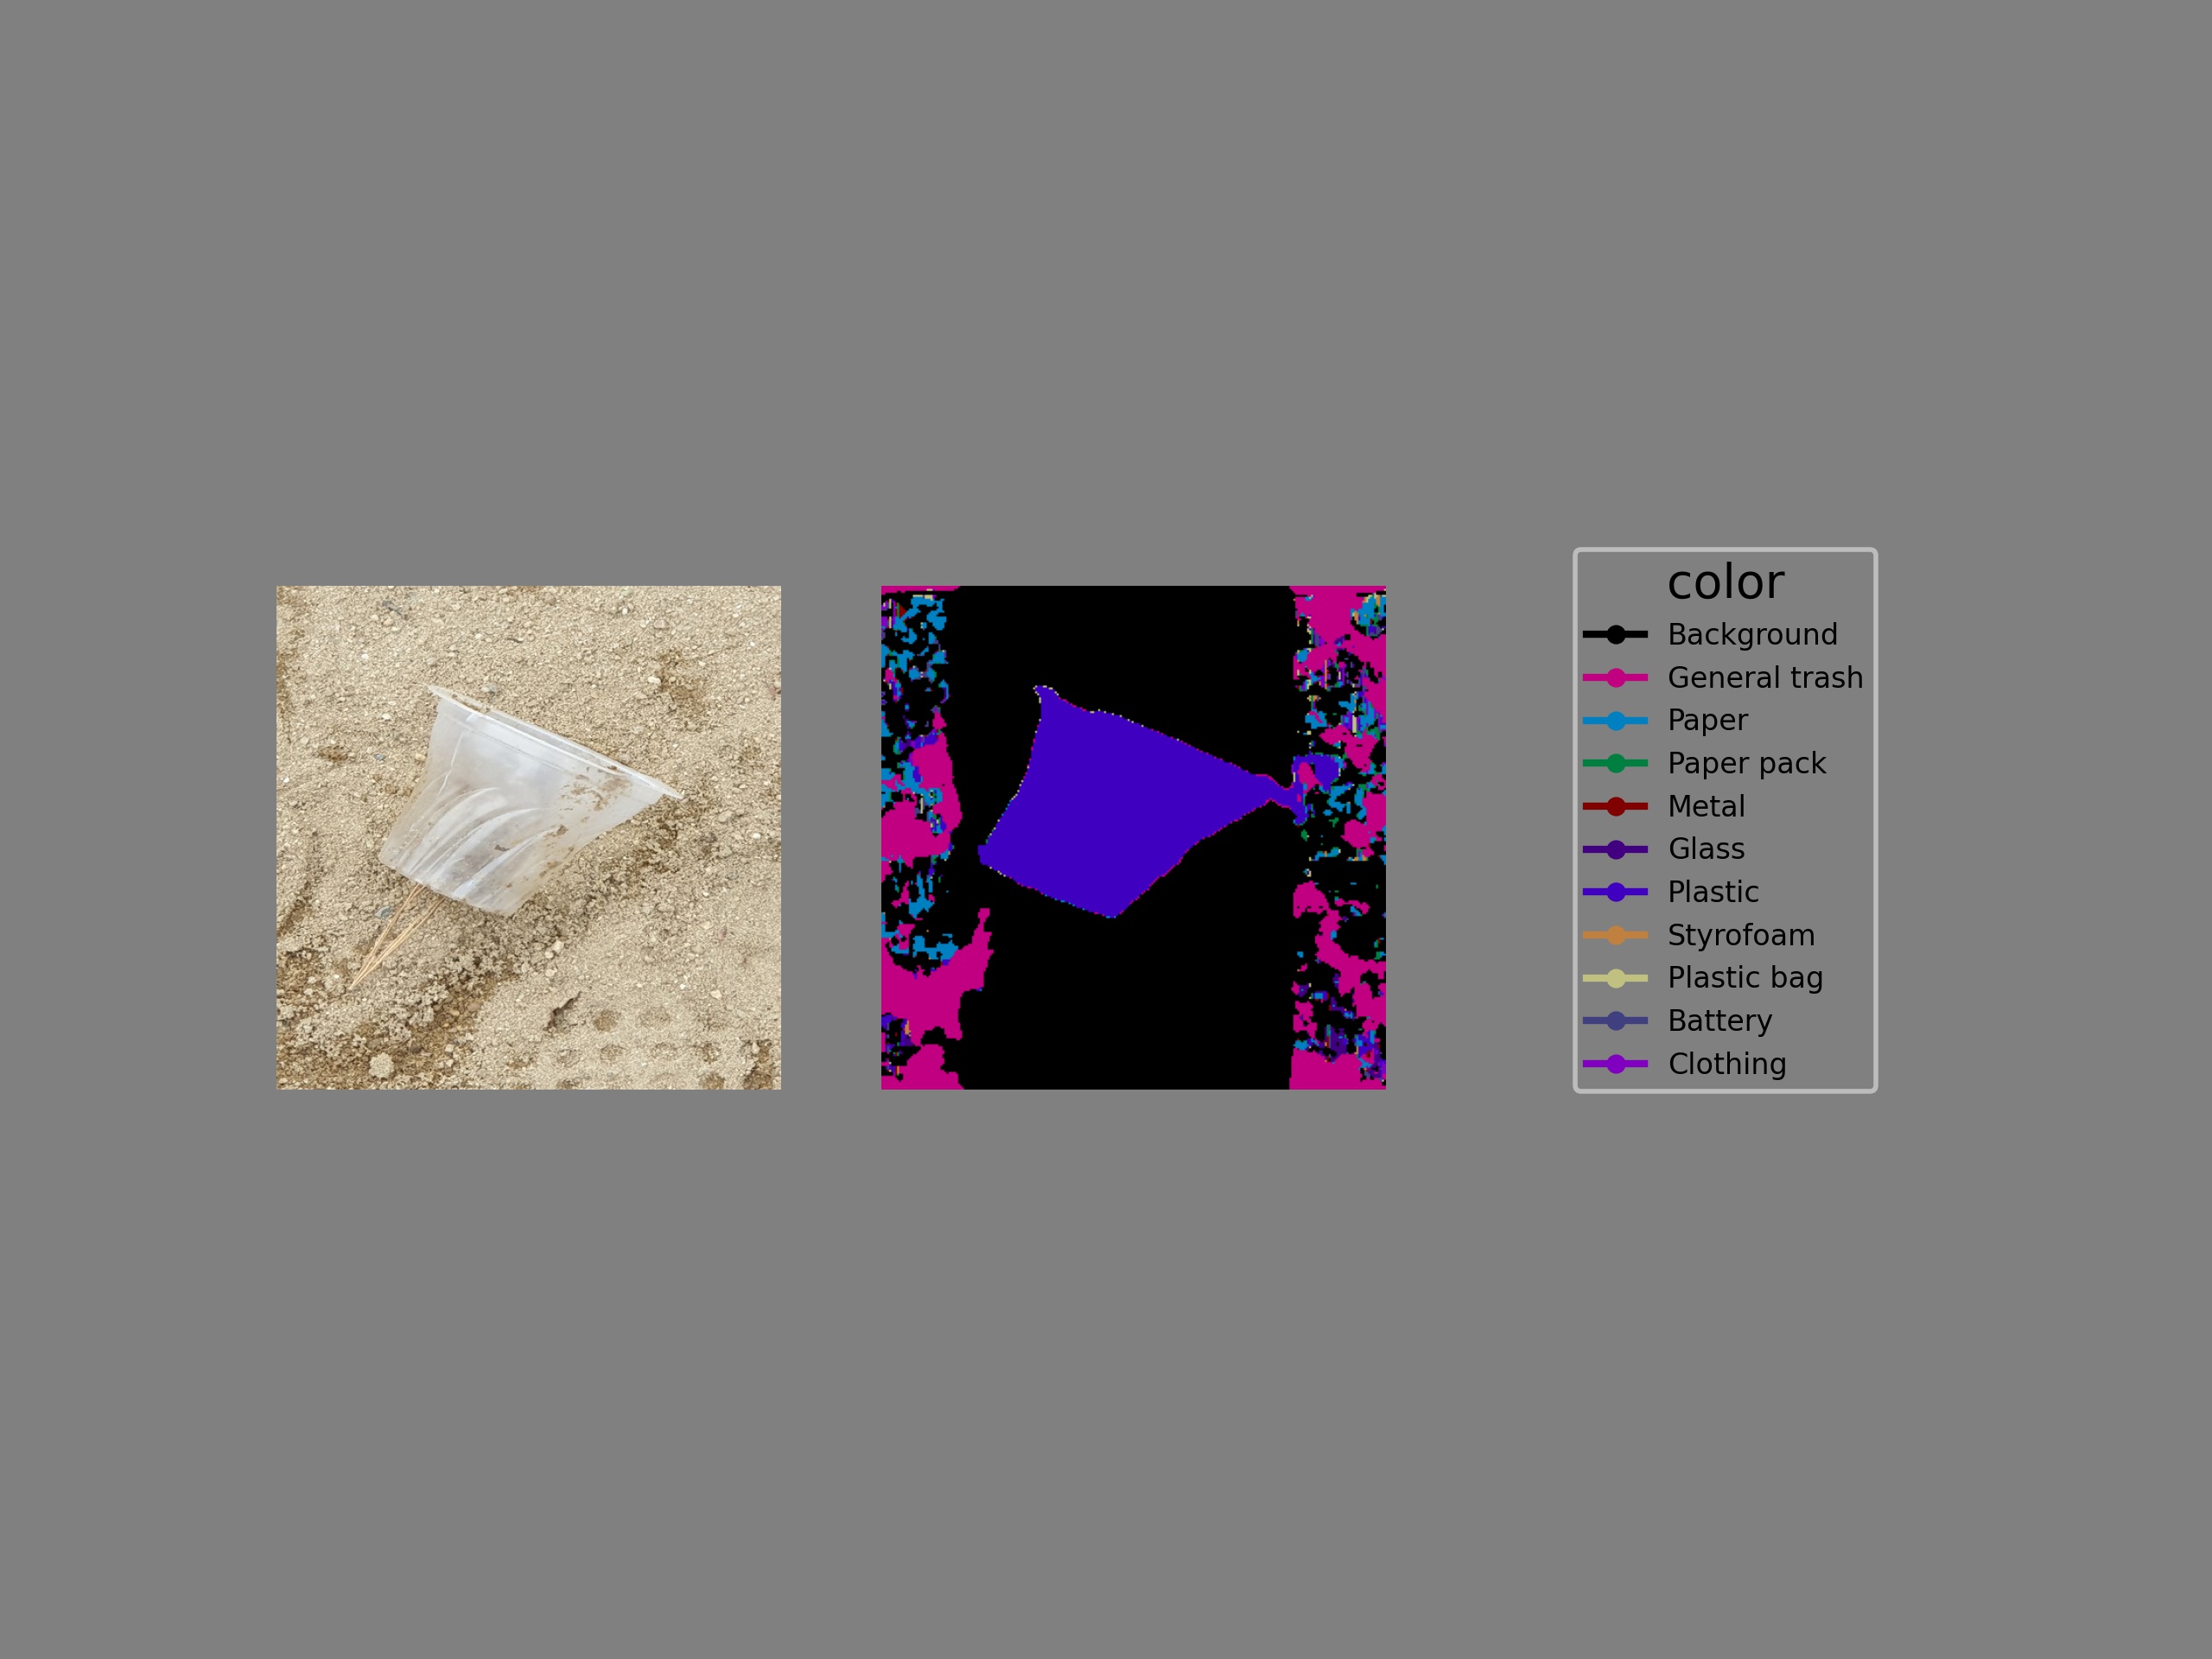 color
Background
General trash
Paper
Paper pack
Metal
Glass
Plastic
Styrofoam
Plastic bag
Battery
Clothing